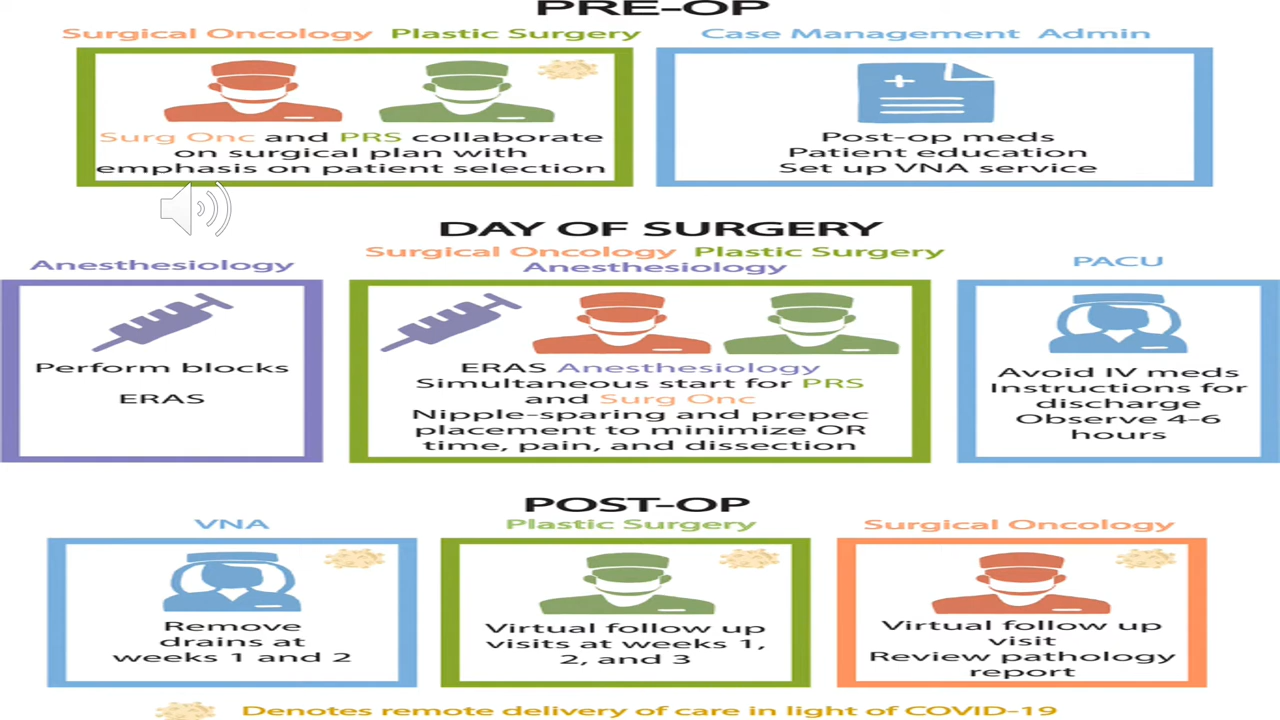 PRE-OP
Surgical Oncology Plastic Surgery
Case Management Admin
Surg Onc and PRS collaborate
on surgical plan with
emphasis on patient selection
Post-op meds
Patient education
Set up VNA service
DAY OF SURGERY
Anesthesiology
Perform blocks
ERAS
Surgical Oncology Plastic Surgery
Anesthesiology
ERAS Anesthesiology
Simultaneous start for PRS
and Surg Onc
Nipple-sparing and prepec
placement to minimize OR
time, pain, and dissection
PACU
Avoid IV meds
Instructions for
discharge
Observe 4-6
hours
POST-OP
VNA
Remove
drains at
weeks 1 and 2
Plastic Surgery
Virtual follow up
visits at weeks 1,
2, and 3
Surgical Oncology
Virtual follow up
visit
Review pathology
report
Denotes remote delivery of care in light of COVID-19